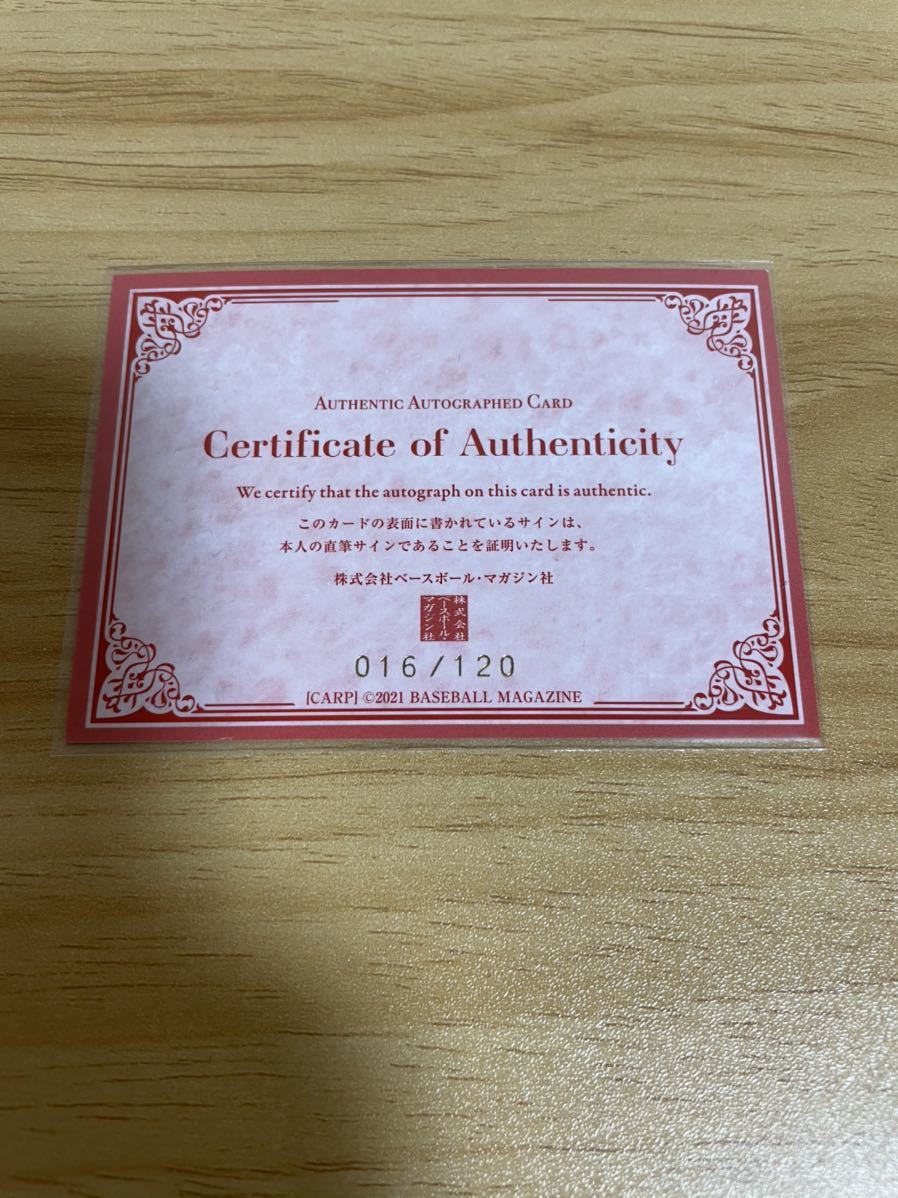 AUTHENTIC AUTOGRAPHED CARD
Certificate of Authenticity
We certify that the autograph on this card is authentic.
このカードの表面に書かれているサインは、
本人の直筆サインであることを証明いたします。
株式会社ベースボール・マガジン社
株式会社
ベースボール・
マガジン社
016/120
[CARP] ©2021 BASEBALL MAGAZINE